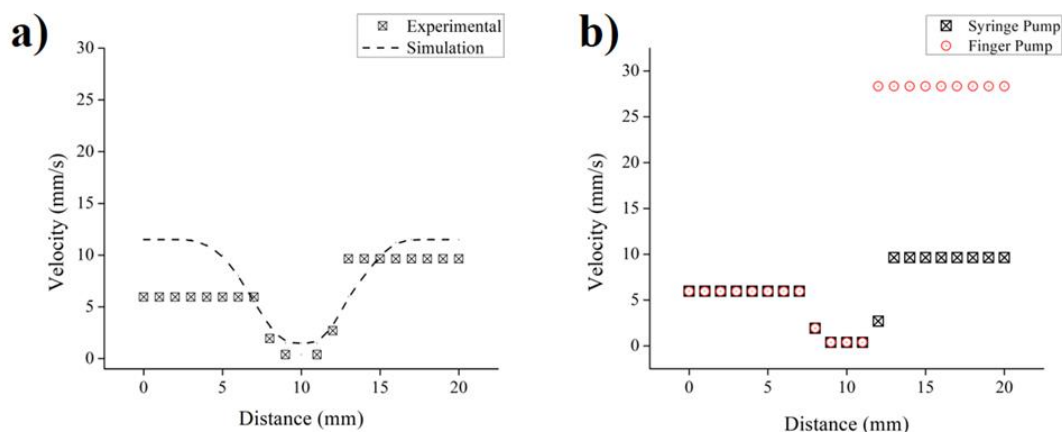 a)
Experimental
Simulation
30
25
20
15
10
5
0
Velocity (mm/s)
0 5 10 15 20
Distance (mm)
b)
Syringe Pump
Finger Pump
30
25
20
15
10
5
0
Velocity (mm/s)
0 5 10 15 20
Distance (mm)